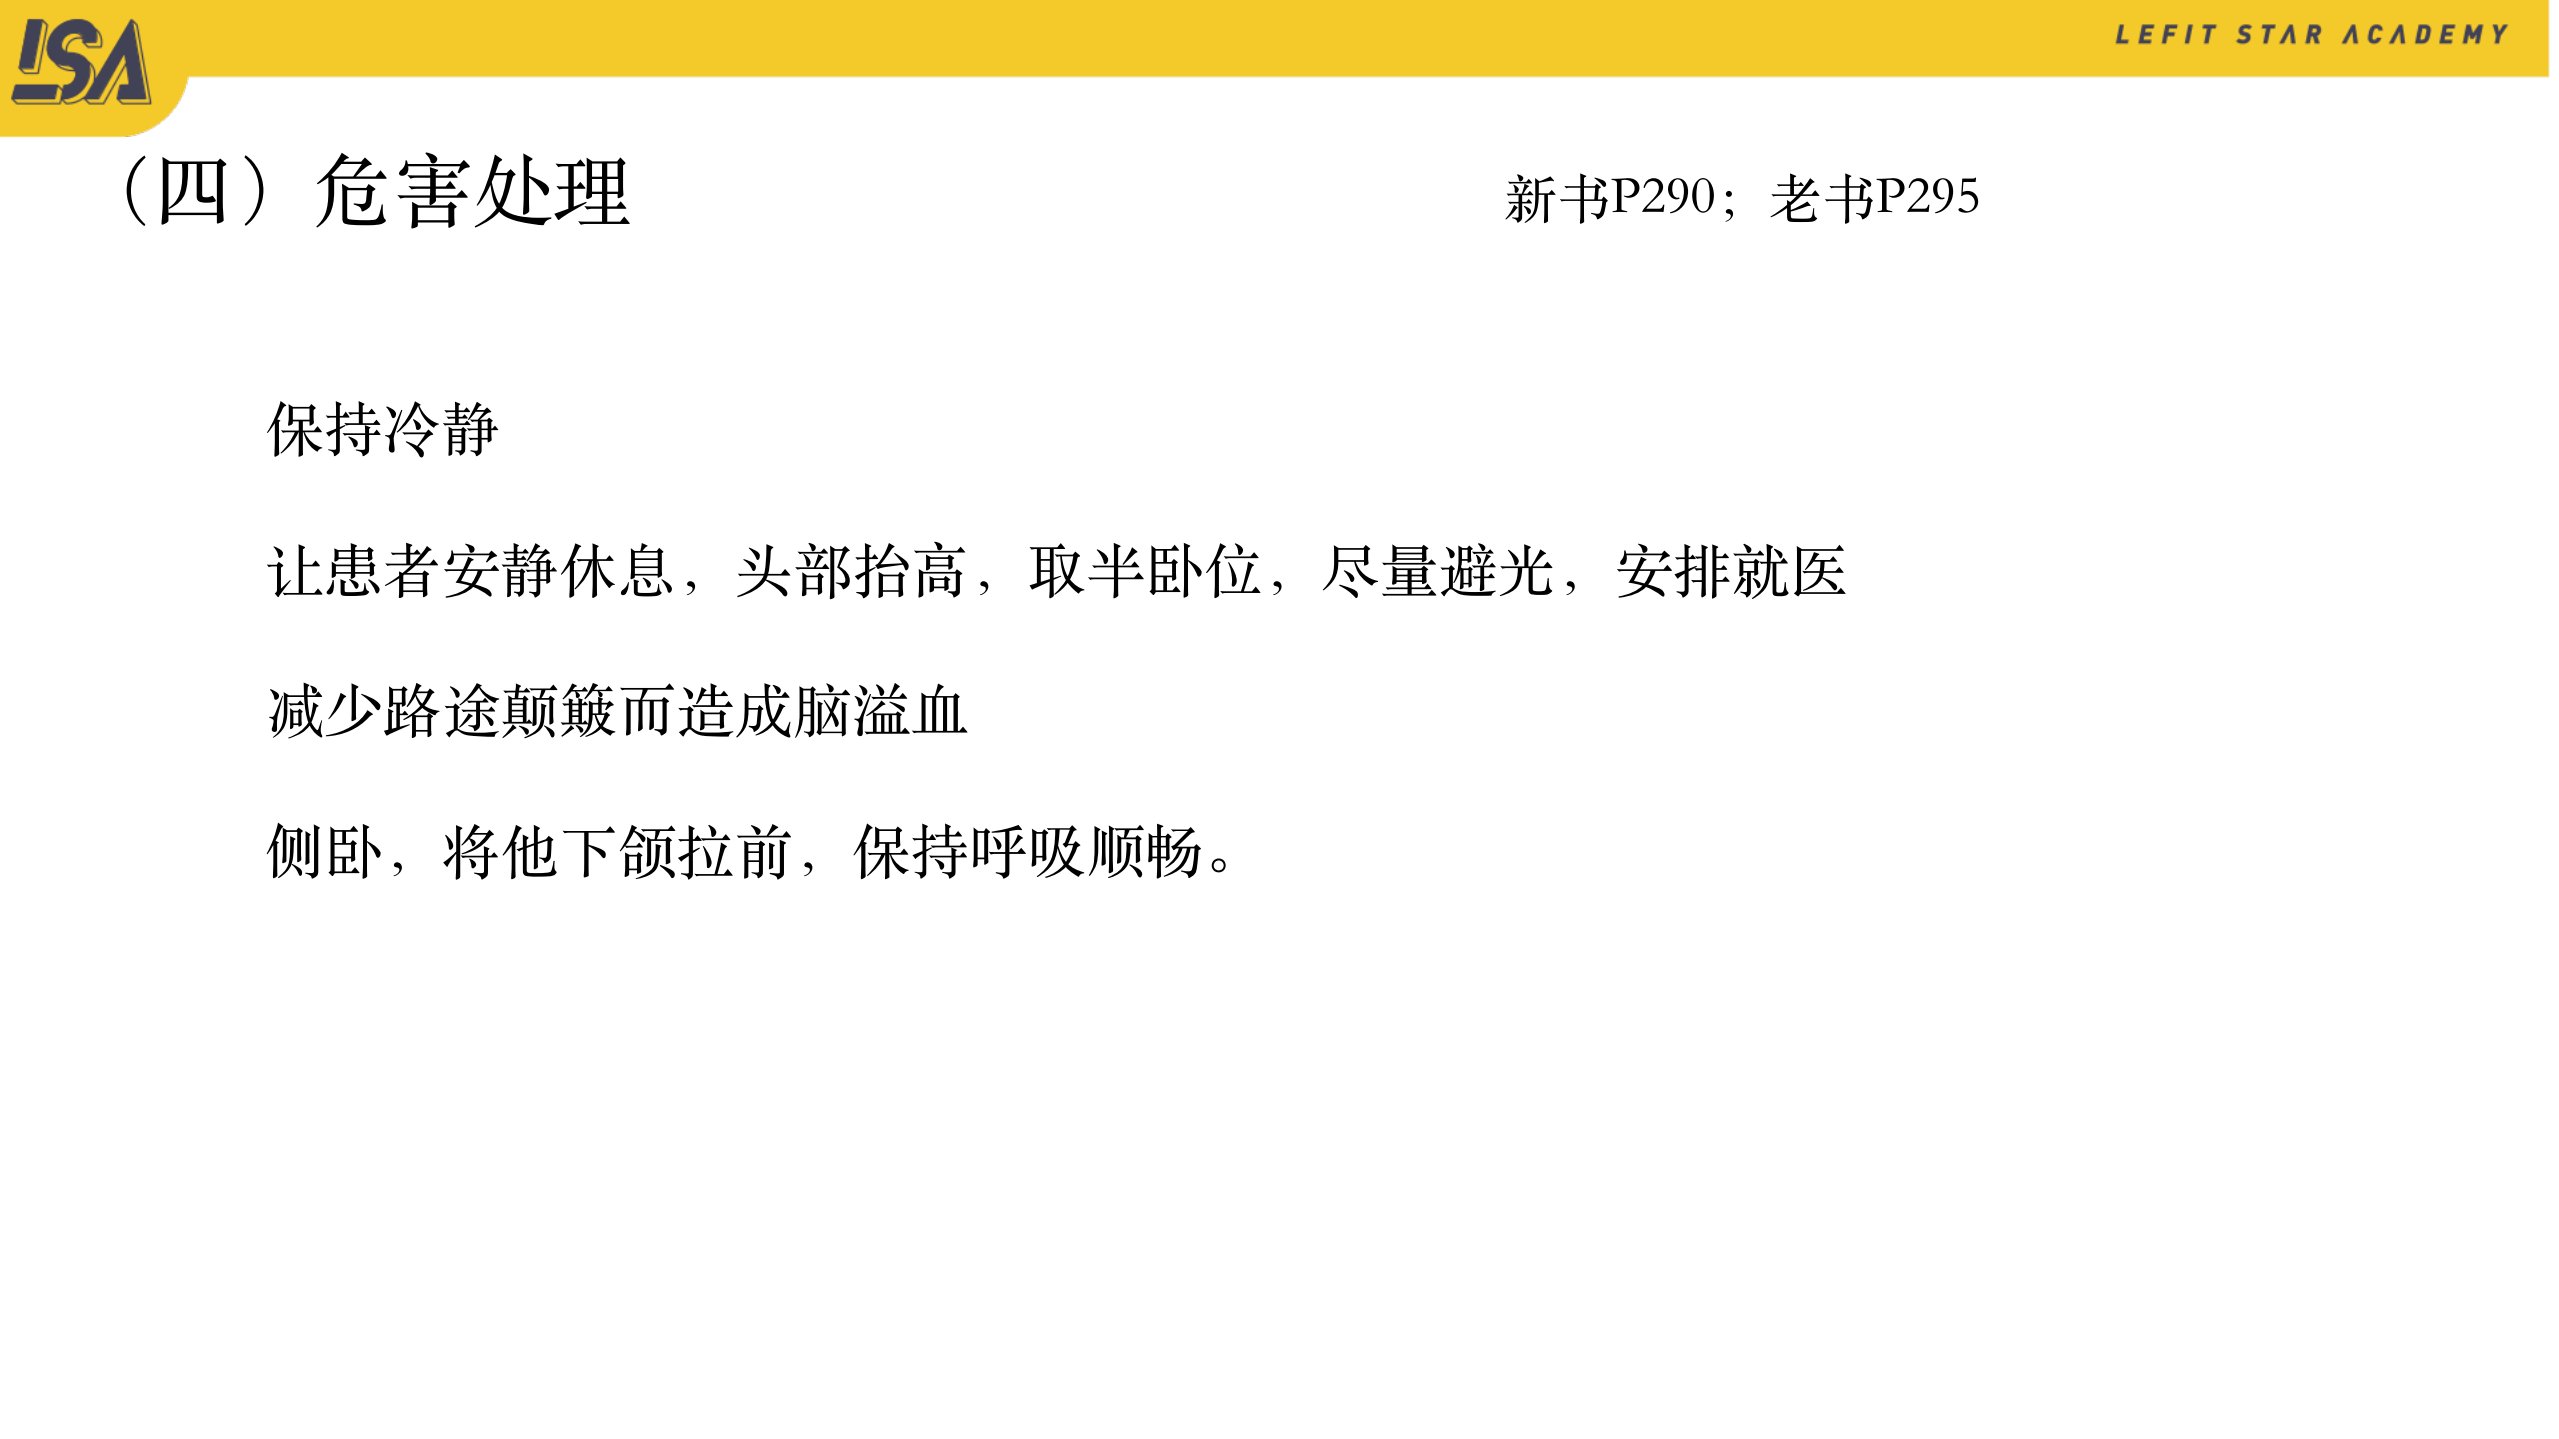 LSA
LEFIT STAR ACADEMY
（四）危害处理
新书P290；老书P295
保持冷静
让患者安静休息，头部抬高，取半卧位，尽量避光，安排就医
减少路途颠簸而造成脑溢血
侧卧，将他下颌拉前，保持呼吸顺畅。